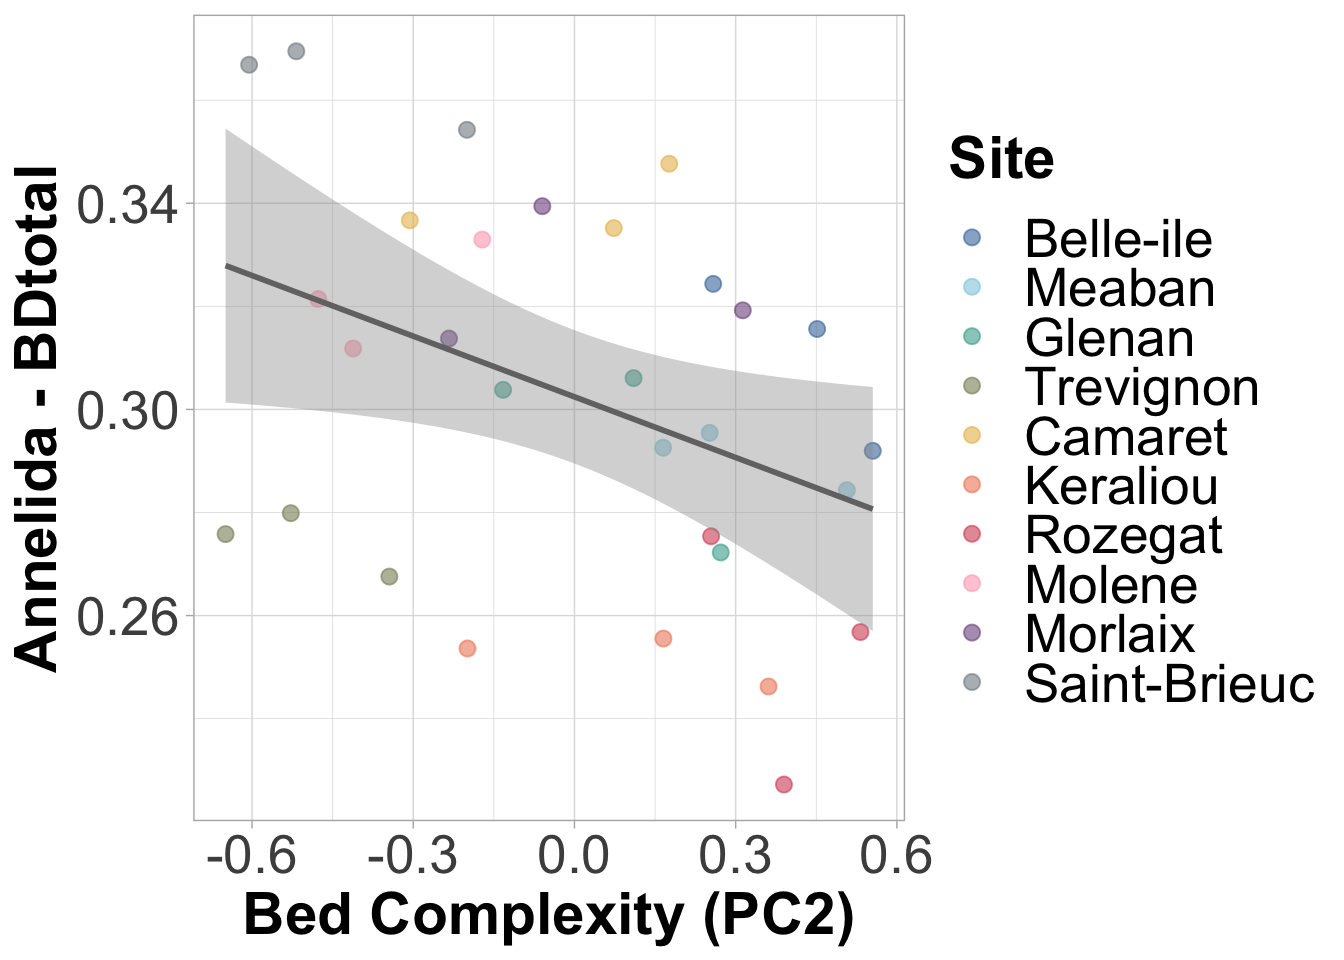 Annelida - BDtotal
0.34
0.30
0.26
-0.6 -0.3 0.0 0.3 0.6
Bed Complexity (PC2)
Site
Belle-ile
Meaban
Glenan
Trevignon
Camaret
Keraliou
Rozegat
Molene
Morlaix
Saint-Brieuc